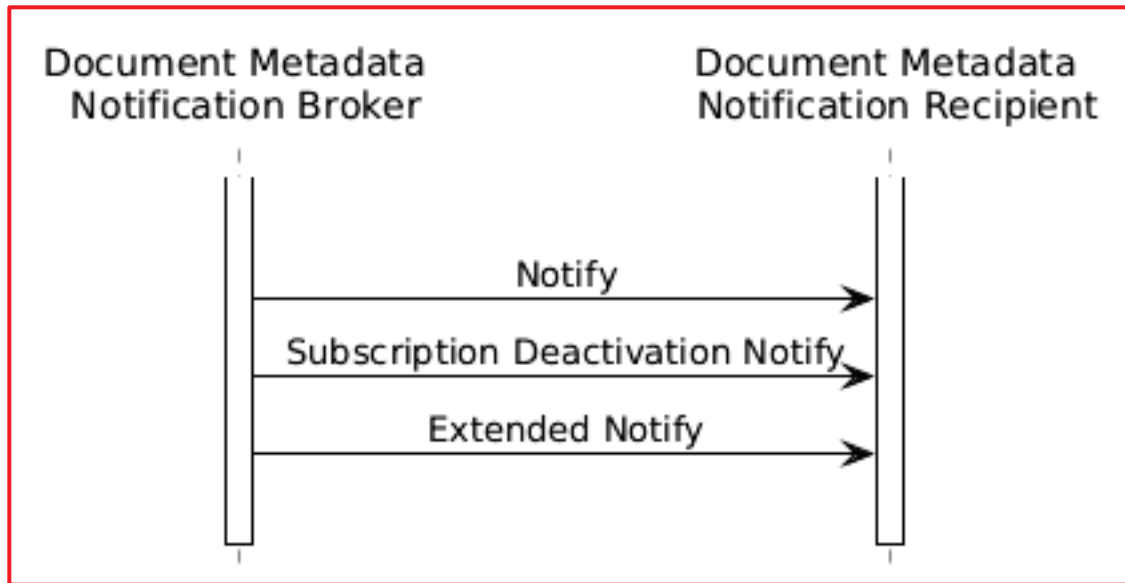 Document Metadata
Notification Broker
Document Metadata
Notification Recipient
Notify
Subscription Deactivation Notify
Extended Notify